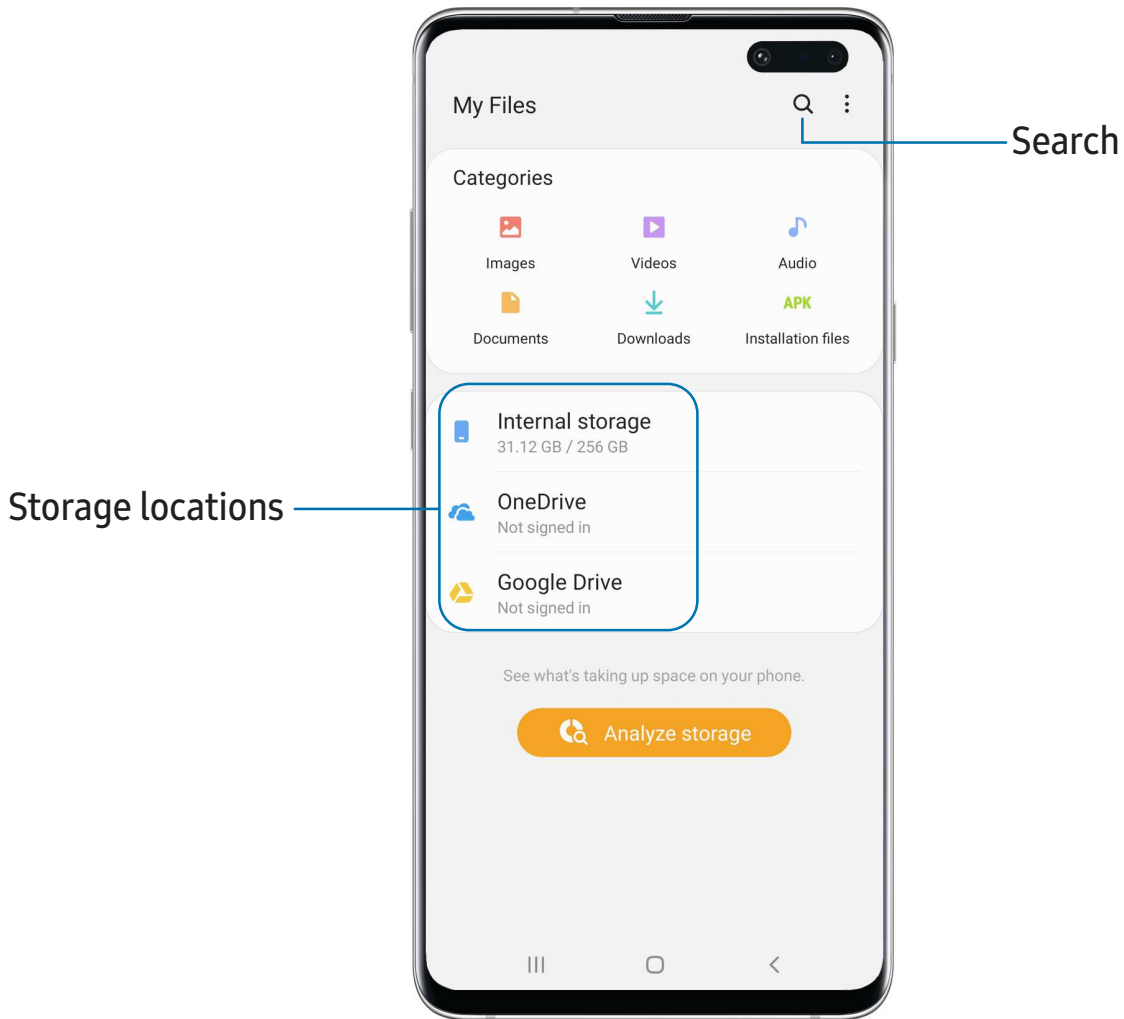 My Files
Search
Categories
Images Videos Audio
APK
Documents Downloads Installation files
Internal storage
31.12 GB / 256 GB
Storage locations
OneDrive
Not signed in
Google Drive
Not signed in
See what's taking up space on your phone.
Analyze storage